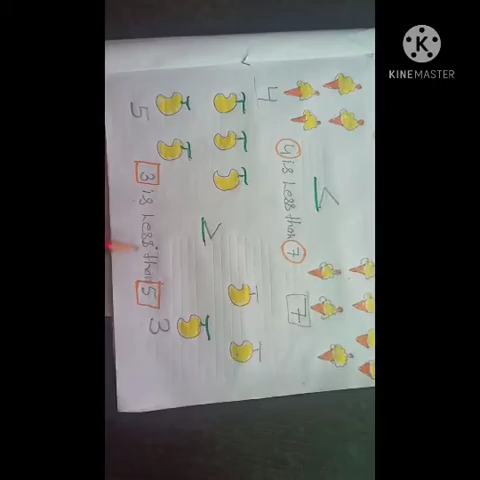 KINEMASTER
<
4 4 is Less than 7 7
>
5 3 is Less than 5 3